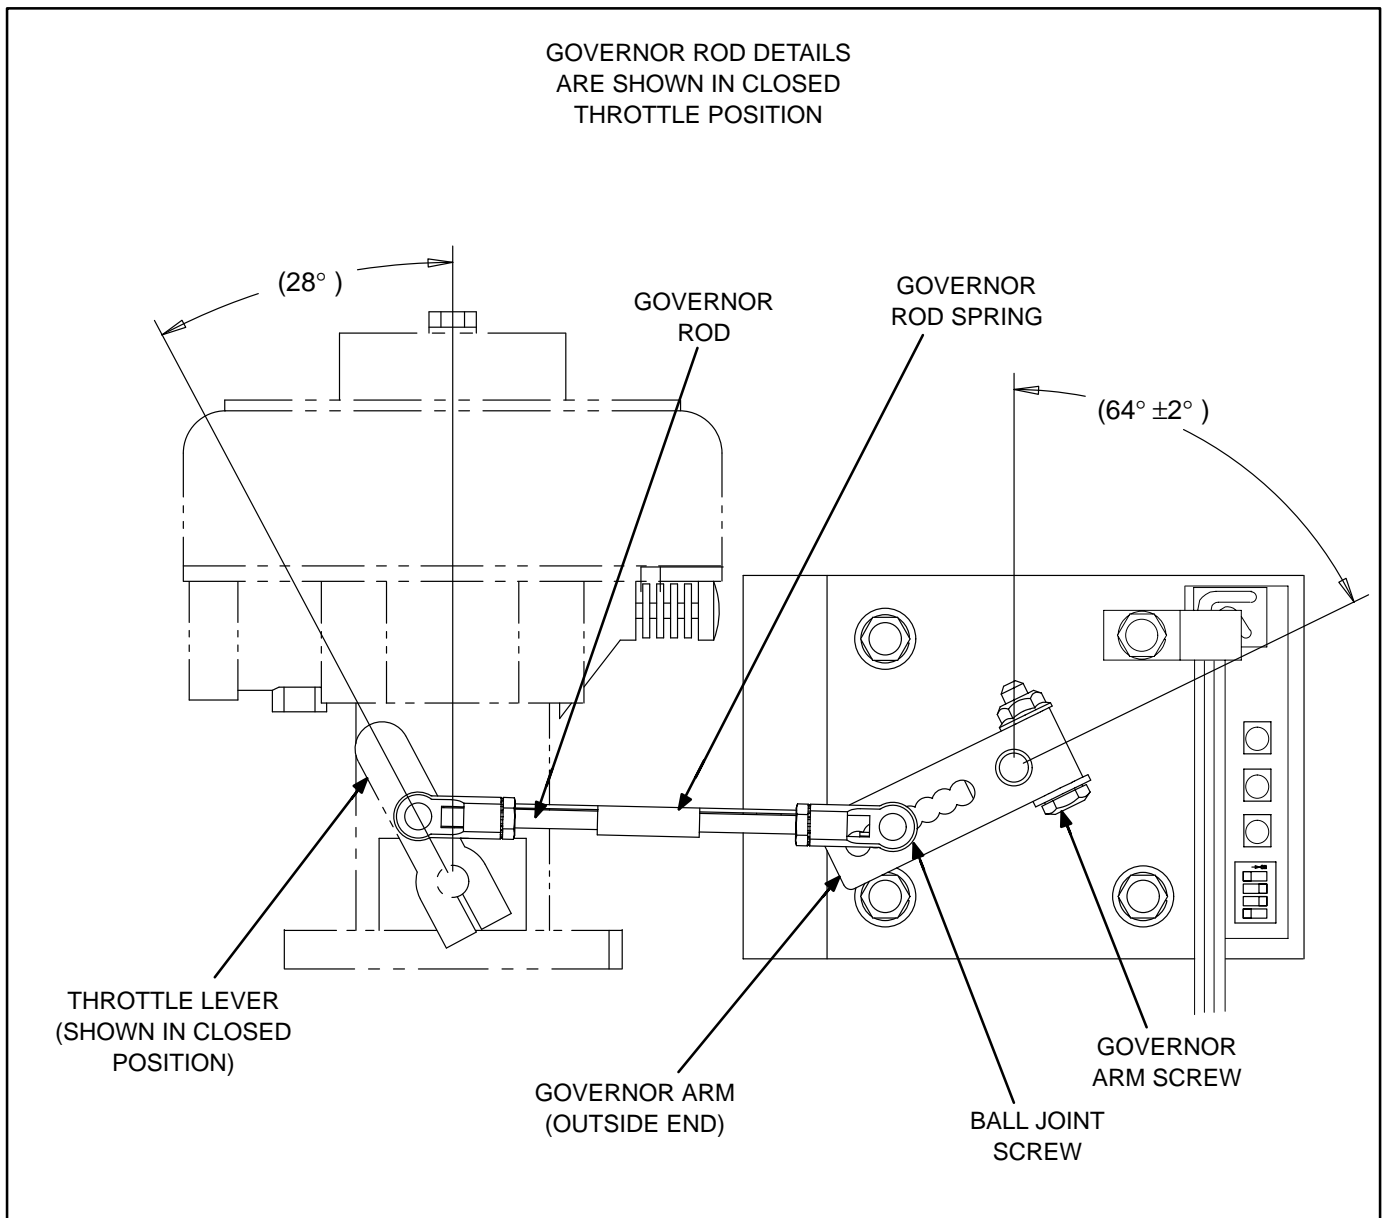 GOVERNOR ROD DETAILS
ARE SHOWN IN CLOSED
THROTTLE POSITION
(28° )
GOVERNOR
ROD
GOVERNOR
ROD SPRING
(64° ±2° )
THROTTLE LEVER
(SHOWN IN CLOSED
POSITION)
GOVERNOR ARM
(OUTSIDE END)
BALL JOINT
SCREW
GOVERNOR
ARM SCREW